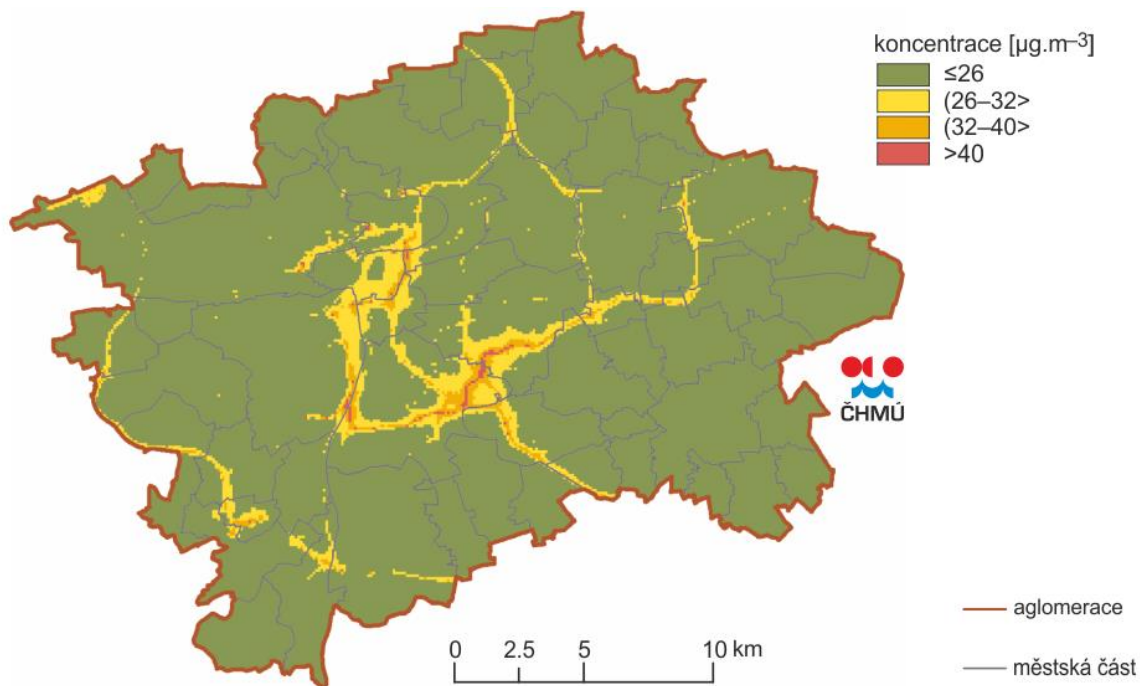 koncentrace [µg.m–3]
≤26
(26–32>
(32–40>
>40
ČHMÚ
aglomerace
městská část
0 2.5 5 10 km